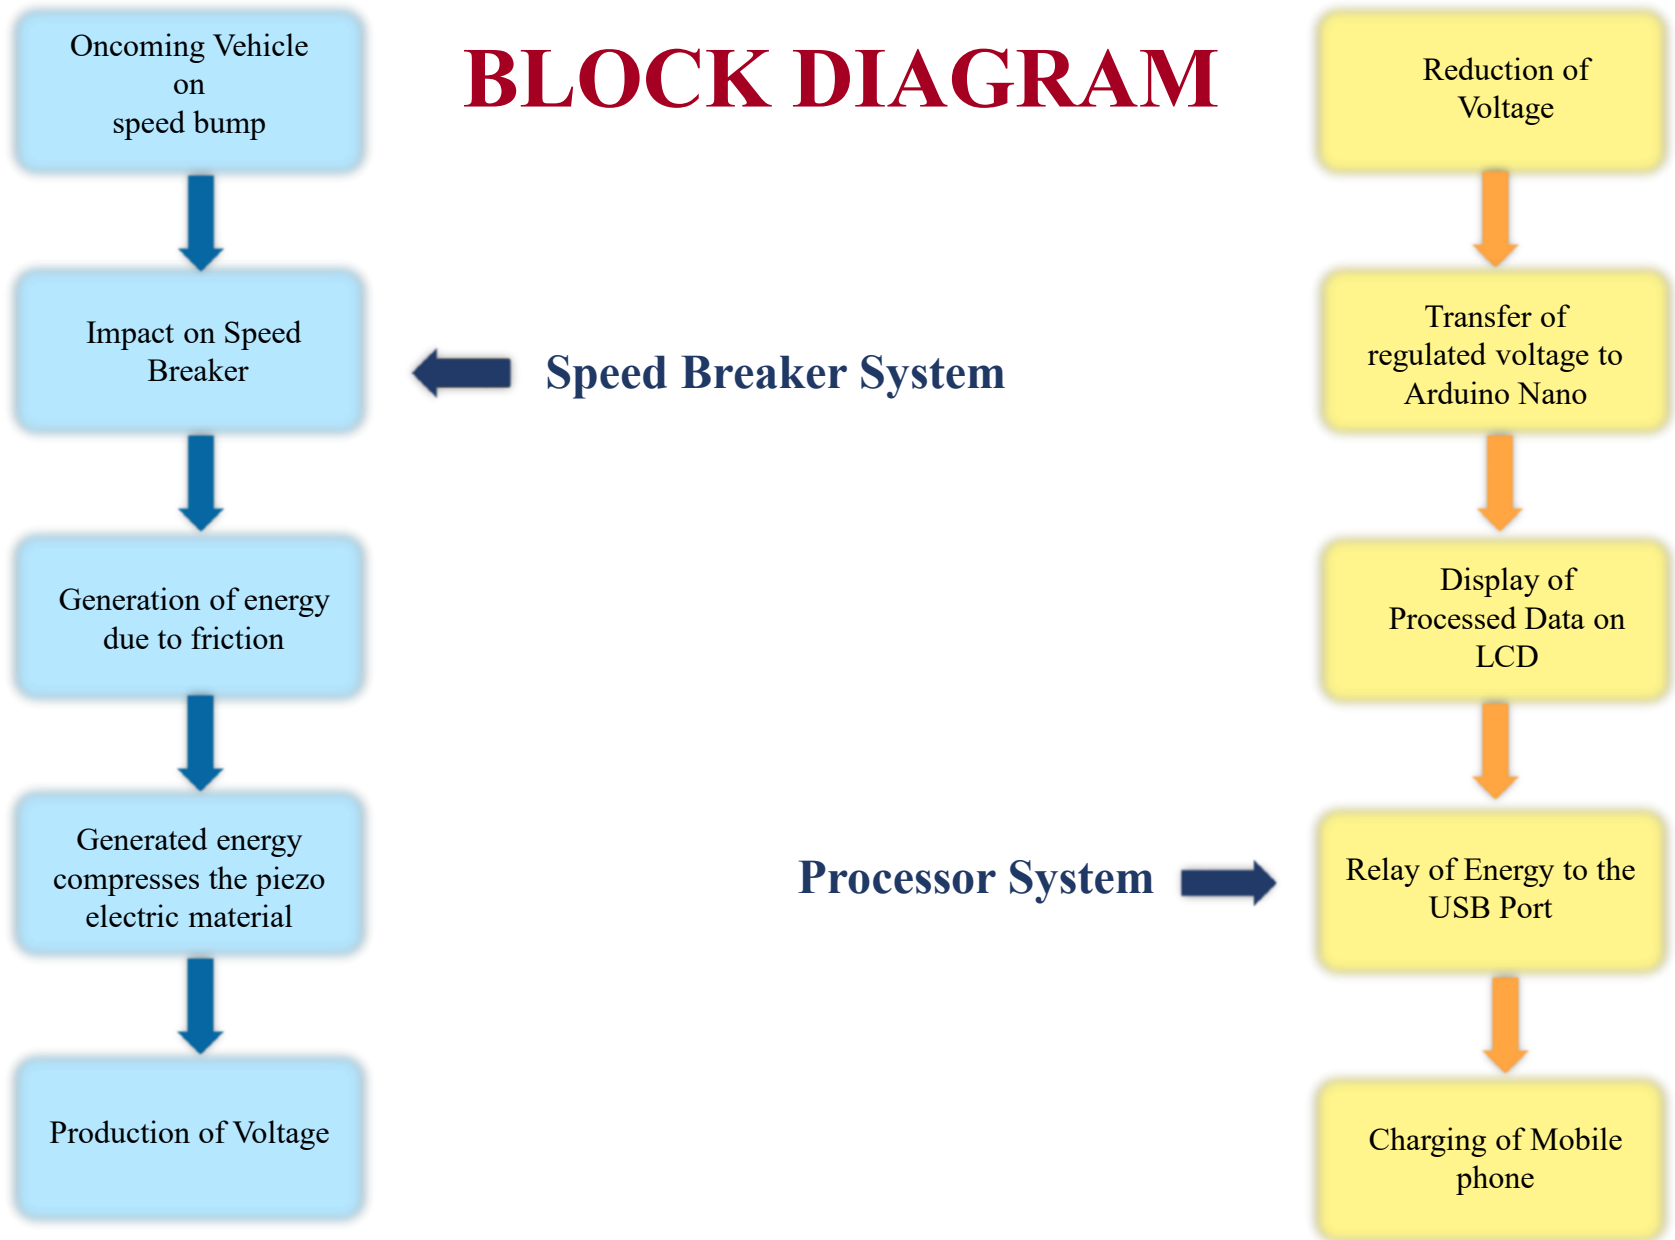 BLOCK DIAGRAM
Oncoming Vehicle
on
speed bump
Impact on Speed
Breaker
Generation of energy
due to friction
Generated energy
compresses the piezo
electric material
Production of Voltage
Speed Breaker System
Processor System
Reduction of
Voltage
Transfer of
regulated voltage to
Arduino Nano
Display of
Processed Data on
LCD
Relay of Energy to the
USB Port
Charging of Mobile
phone